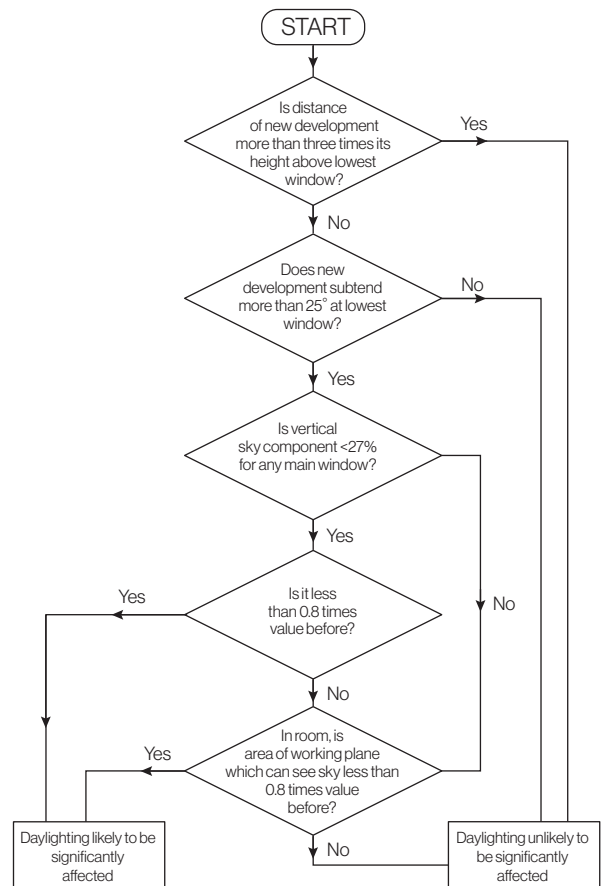 START
Is distance
of new development
more than three times its
height above lowest
window?
Yes
No
Does new
development subtend
more than 25° at lowest
window?
No
Yes
Is vertical
sky component <27%
for any main window?
Yes
No
Is it less
than 0.8 times
value before?
Yes
No
In room, is
area of working plane
which can see sky less than
0.8 times value
before?
Yes
No
Daylighting likely to be
significantly
affected
Daylighting unlikely to
be significantly
affected